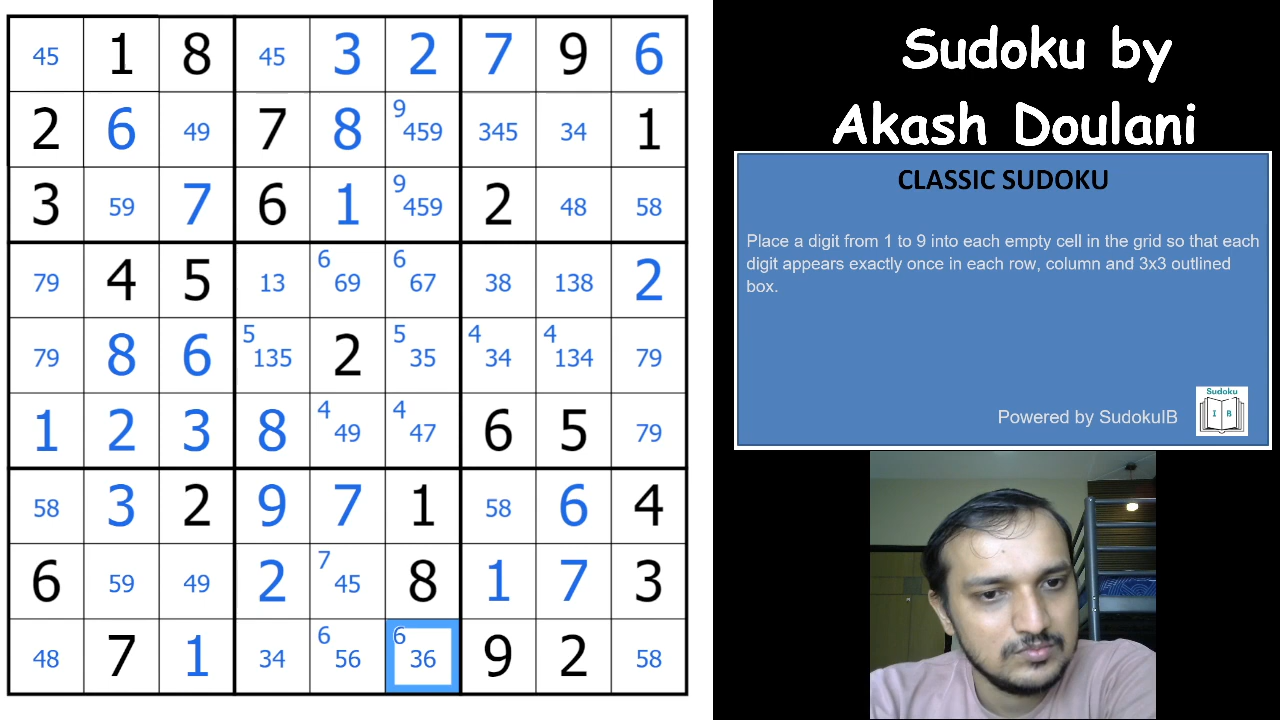 45 1 8 45 3 2 7 9 6
2 6 49 7 8 9 459 345 34 1
3 59 7 6 1 9 459 2 48 58
79 4 5 13 6 69 6 67 38 138 2
79 8 6 5 135 2 5 35 4 34 4 134 79
1 2 3 8 4 49 4 47 6 5 79
58 3 2 9 7 1 58 6 4
6 59 49 2 7 45 8 1 7 3
48 7 1 34 6 56 6 36 9 2 58
Sudoku by
Akash Doulani
CLASSIC SUDOKU
Place a digit from 1 to 9 into each empty cell in the grid so that each
digit appears exactly once in each row, column and 3x3 outlined
box.
Powered by SudokuIB
Sudoku
I B